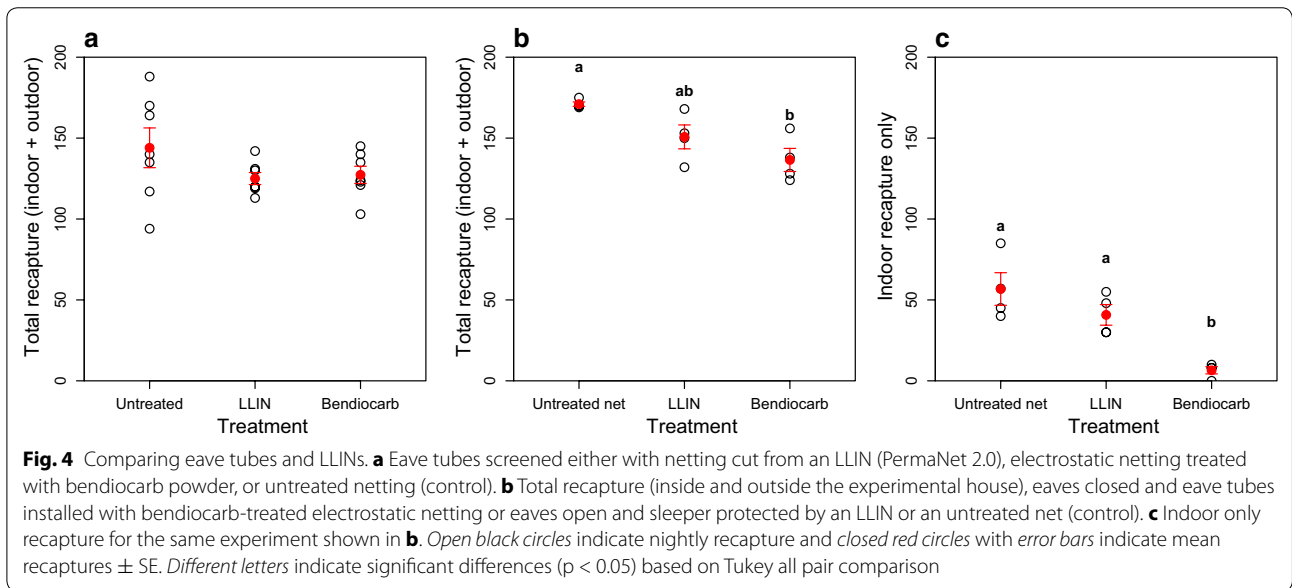 a
200
150
100
50
0
Total recapture (indoor + outdoor)
Untreated LLIN Bendiocarb
Treatment
b
200
150
100
50
0
Total recapture (indoor + outdoor)
a
ab
b
Untreated net LLIN Bendiocarb
Treatment
c
200
150
100
50
0
Indoor recapture only
a
a
b
Untreated net LLIN Bendiocarb
Treatment
Fig. 4 Comparing eave tubes and LLINs. a Eave tubes screened either with netting cut from an LLIN (PermaNet 2.0), electrostatic netting treated
with bendiocarb powder, or untreated netting (control). b Total recapture (inside and outside the experimental house), eaves closed and eave tubes
installed with bendiocarb-treated electrostatic netting or eaves open and sleeper protected by an LLIN or an untreated net (control). c Indoor only
recapture for the same experiment shown in b. Open black circles indicate nightly recapture and closed red circles with error bars indicate mean
recaptures ± SE. Different letters indicate significant differences (p < 0.05) based on Tukey all pair comparison